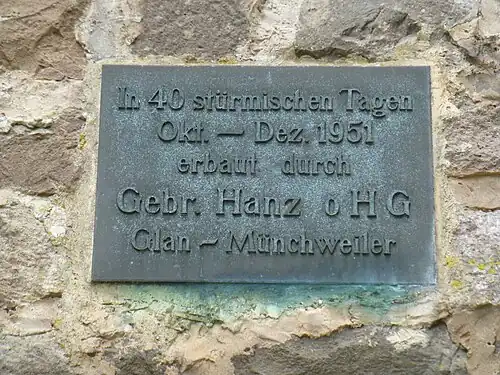 In 40 stürmischen Tagen
Okt. – Dez. 1951
erbaut durch
Gebr. Hanz oHG
Glan – Münchweiler